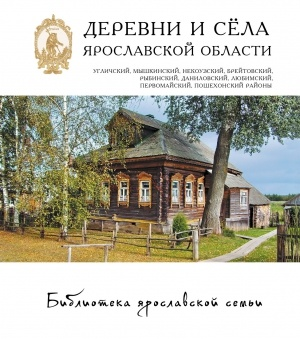 ДЕРЕВНИ И СЁЛА
ЯРОСЛАВСКОЙ ОБЛАСТИ
УГЛИЧСКИЙ, МЫШКИНСКИЙ, НЕКОУЗСКИЙ, БРЕЙТОВСКИЙ,
РЫБИНСКИЙ, ДАНИЛОВСКИЙ, ЛЮБИМСКИЙ,
ПЕРВОМАЙСКИЙ, ПОШЕХОНСКИЙ РАЙОНЫ
Библиотека ярославской семьи